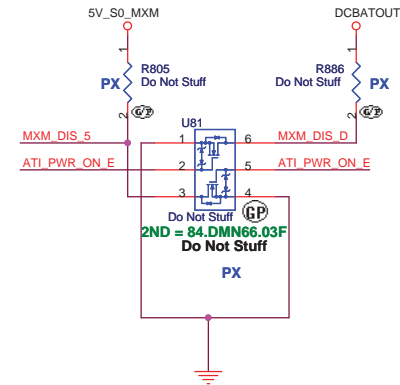 5V_S0_MXM
DCBATOUT
1
1
R805
Do Not Stuff
R886
Do Not Stuff
PX
PX
2
G/P
2
G/P
U81
MXM_DIS_5
1
6
MXM_DIS_D
ATI_PWR_ON_E
2
5
ATI_PWR_ON_E
3
4
Do Not Stuff
GP
2ND = 84.DMN66.03F
Do Not Stuff
PX